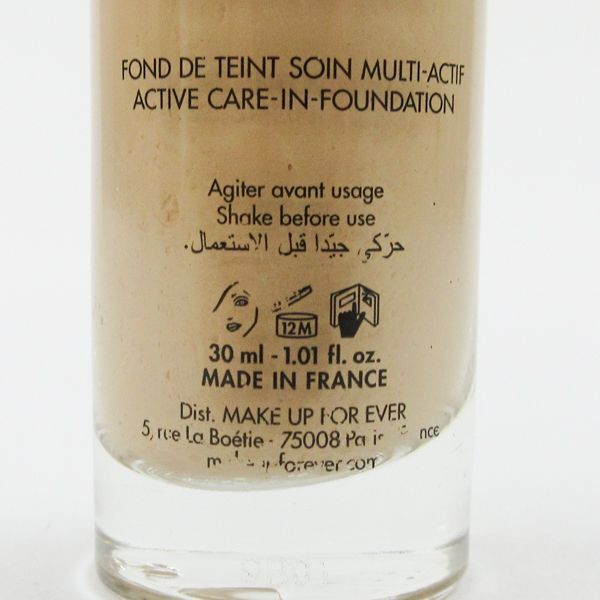 FOND DE TEINT SOIN MULTI-ACTIF
ACTIVE CARE-IN-FOUNDATION
Agiter avant usage
Shake before use
حرّكي جيّدا قبل الاستعمال.
12M
30 ml - 1.01 fl. oz.
MADE IN FRANCE
Dist. MAKE UP FOR EVER
5, rue La Boétie - 75008